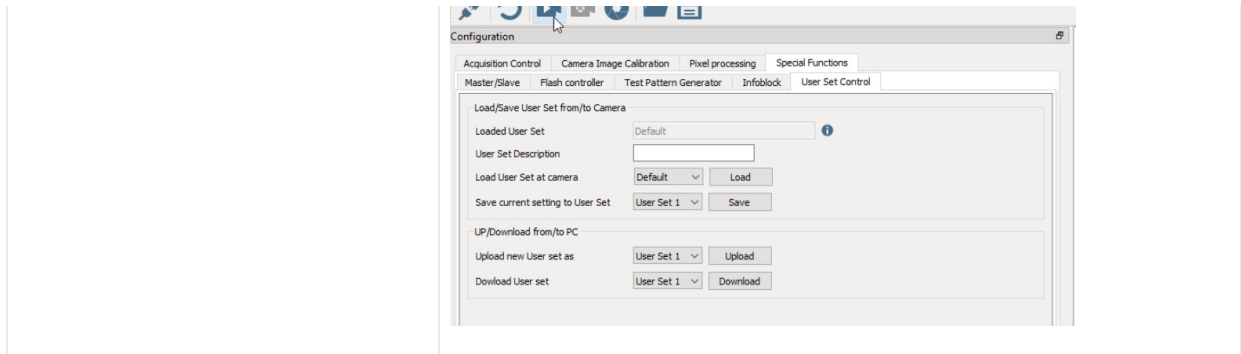 Configuration
Acquisition Control Camera Image Calibration Pixel processing Special Functions
Master/Slave Flash controller Test Pattern Generator Infoblock User Set Control
Load/Save User Set from/to Camera
Loaded User Set Default
User Set Description
Load User Set at camera Default Load
Save current setting to User Set User Set 1 Save
UP/Download from/to PC
Upload new User set as User Set 1 Upload
Dowload User set User Set 1 Download